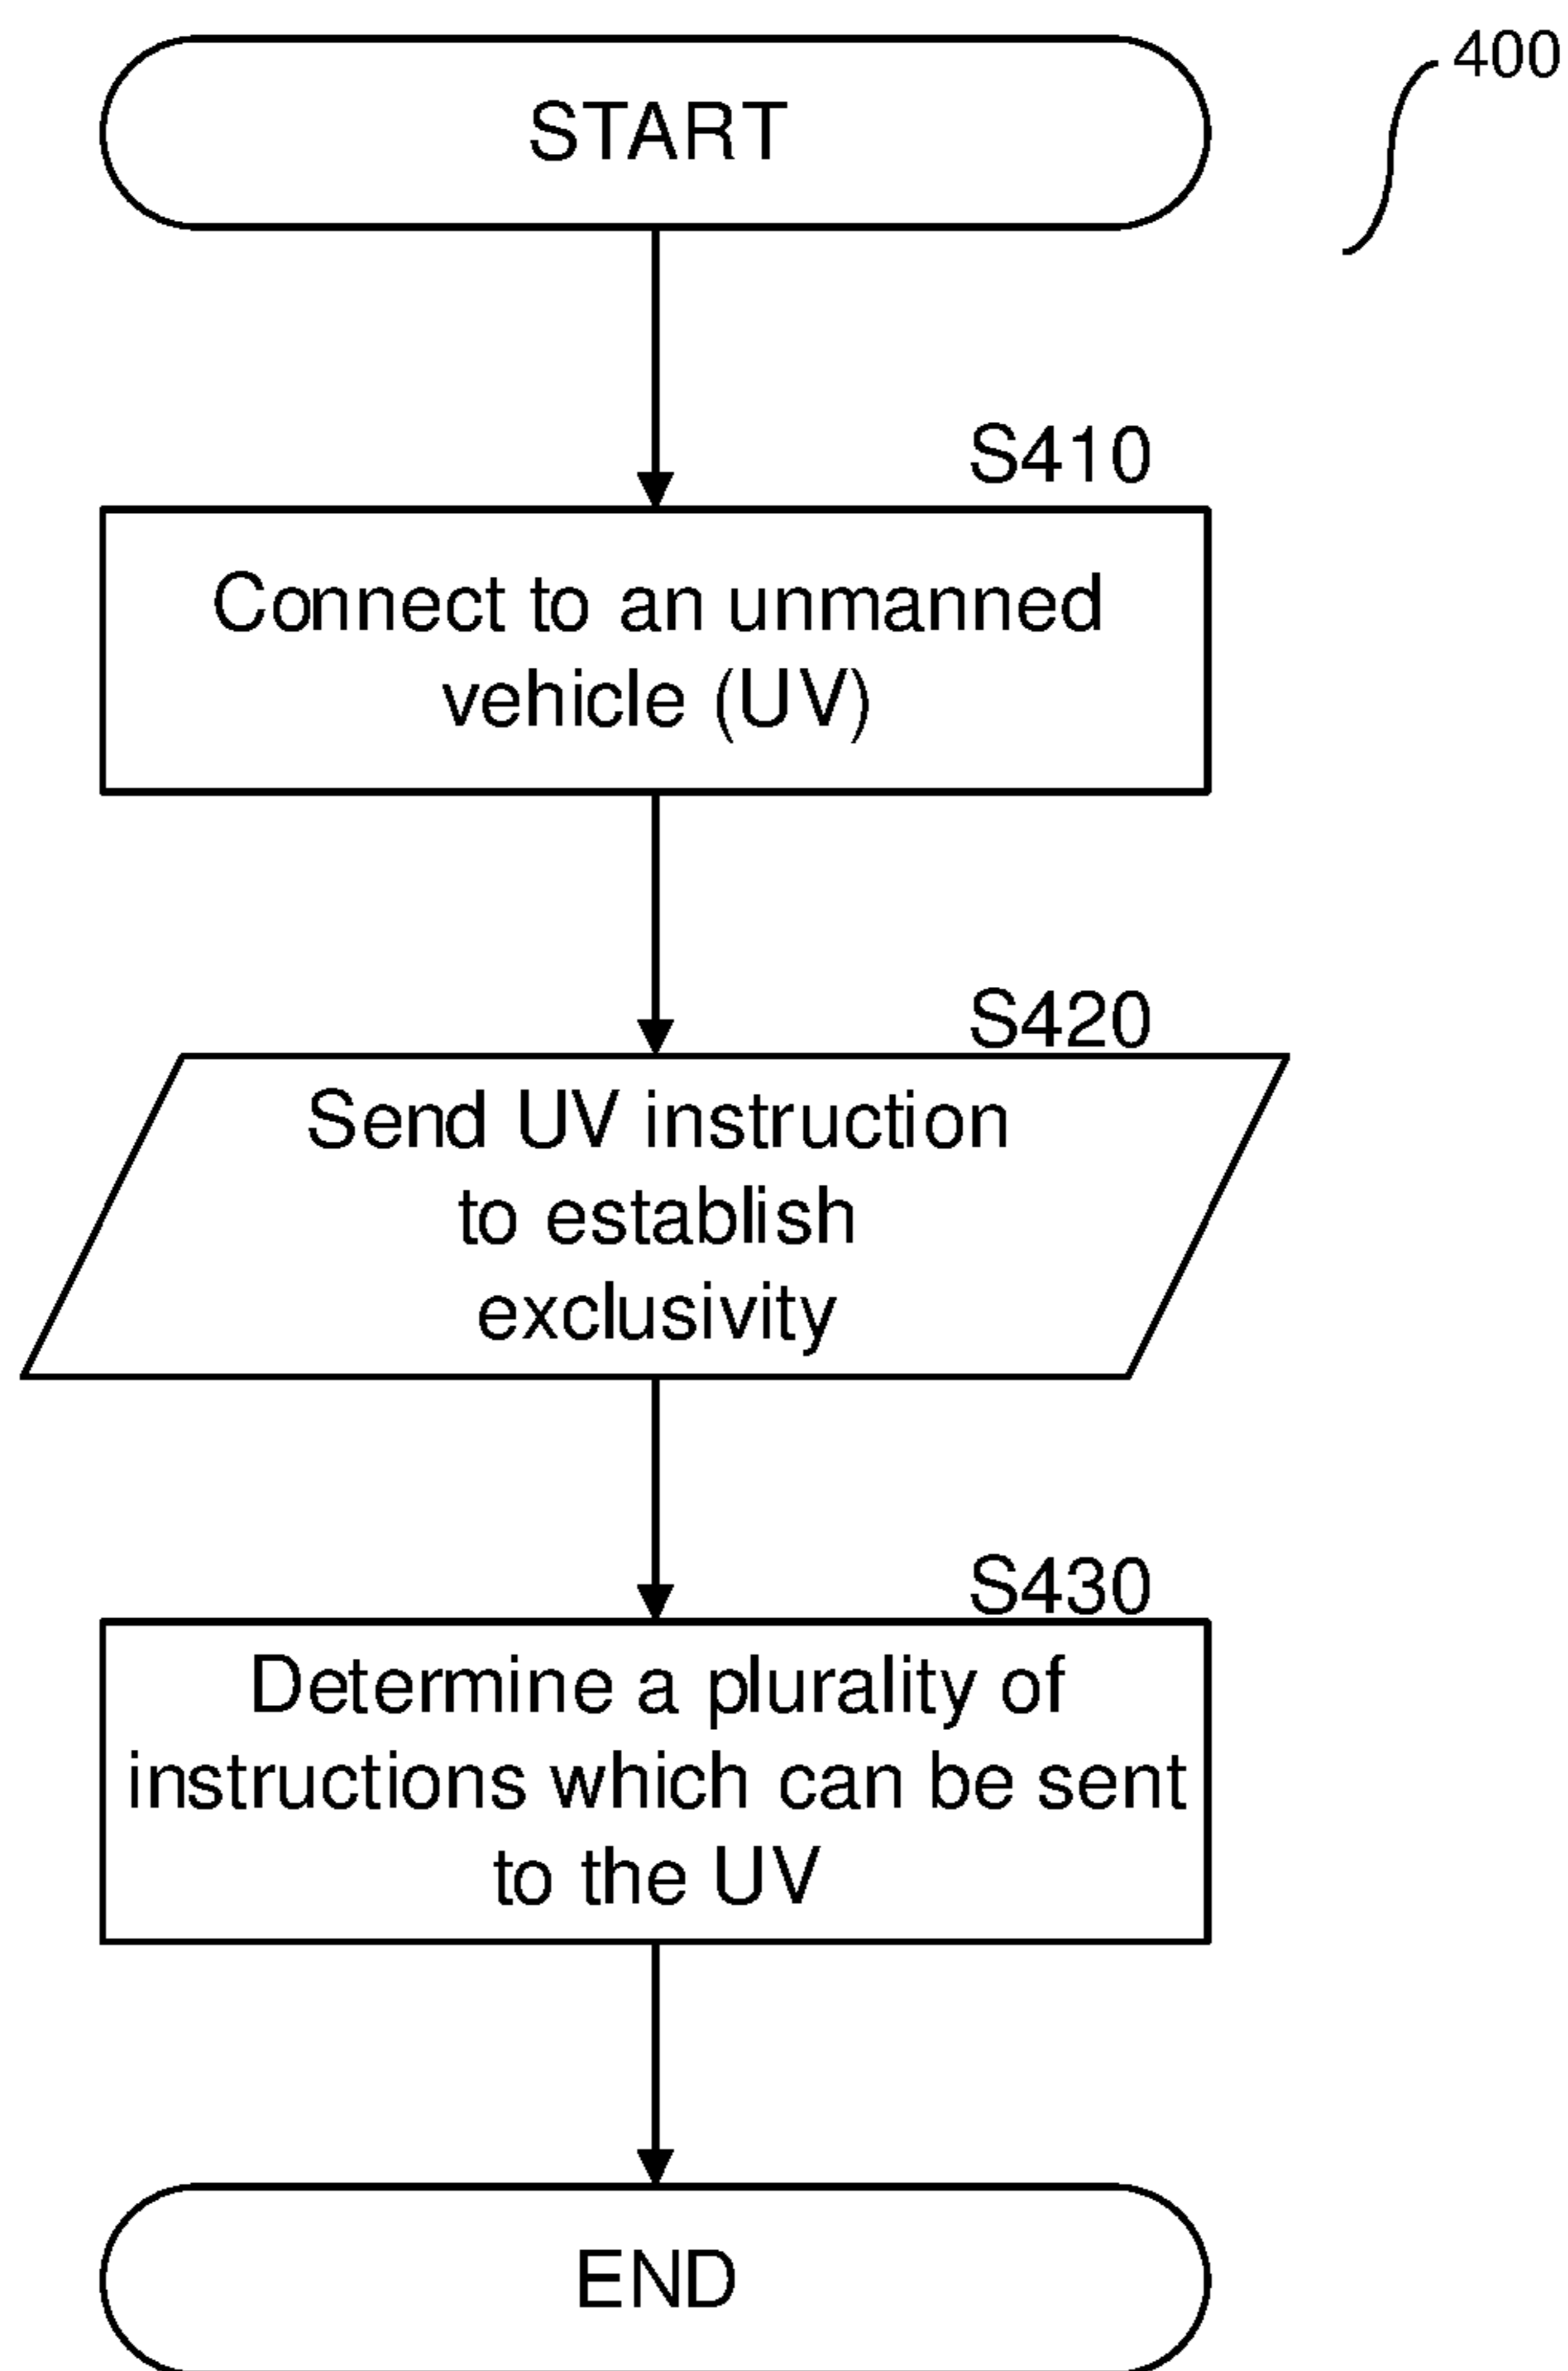 400
START
S410
Connect to an unmanned
vehicle (UV)
S420
Send UV instruction
to establish
exclusivity
S430
Determine a plurality of
instructions which can be sent
to the UV
END